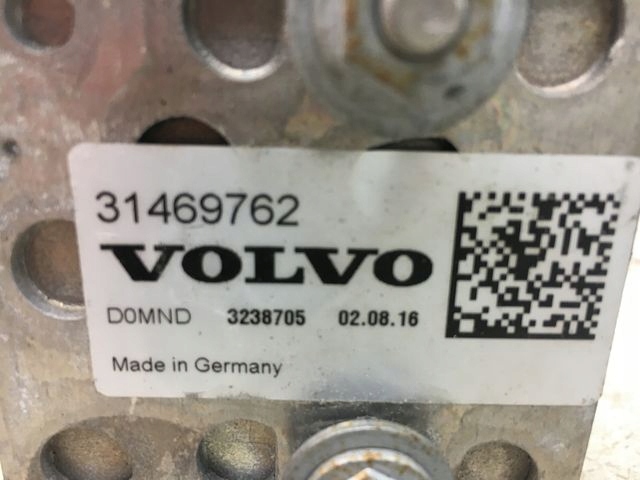 31469762
VOLVO
D0MND 3238705 02.08.16
Made in Germany